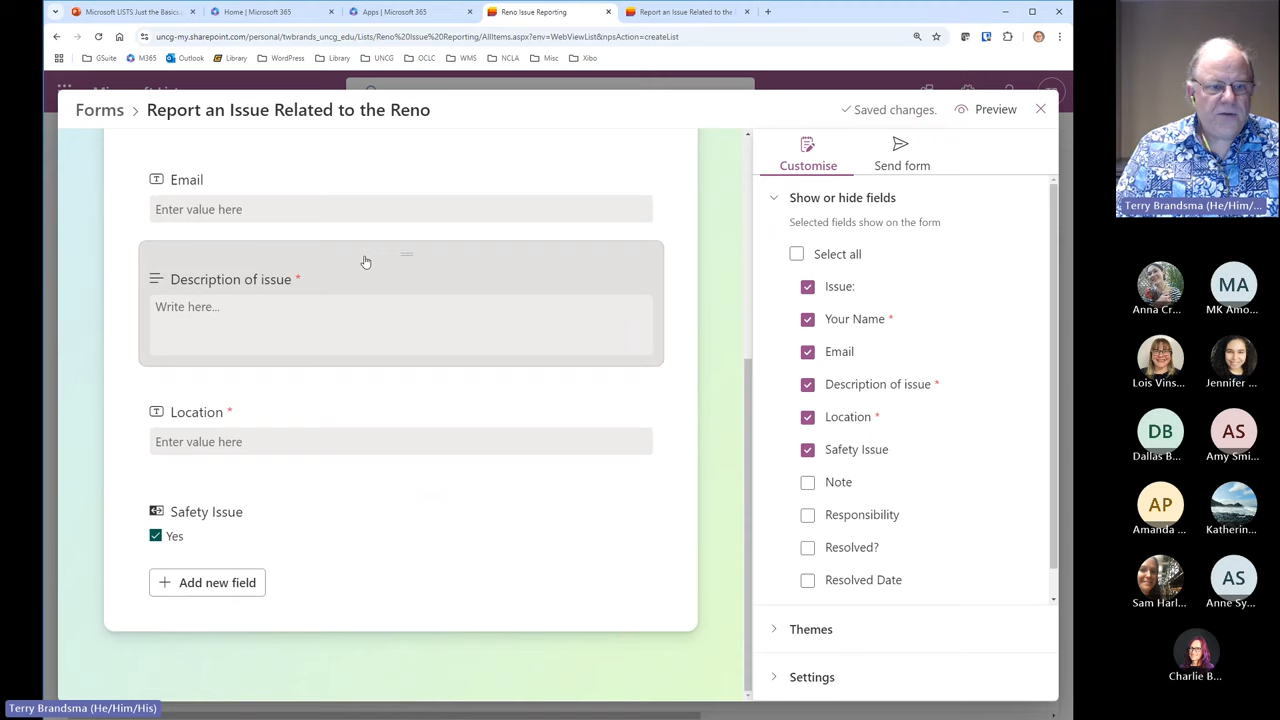 Microsoft LISTS Just the Basics.
Home | Microsoft 365
Apps | Microsoft 365
Reno Issue Reporting
Report an Issue Related to the
uncg-my.sharepoint.com/personal/twbrands_uncg_edu/Lists/Reno%20Issue%20Reporting/AllItems.aspx?env=WebViewList&npsAction=createList
GSuite
M365
Outlook
Library
WordPress
Library
UNCG
OCLC
WMS
NCLA
Misc
Xibo
Forms > Report an Issue Related to the Reno
Saved changes.
Preview
Email
Enter value here
Description of issue *
Write here...
Location *
Enter value here
Safety Issue
Yes
+ Add new field
Customise
Send form
Show or hide fields
Selected fields show on the form
Select all
Issue:
Your Name *
Email
Description of issue *
Location *
Safety Issue
Note
Responsibility
Resolved?
Resolved Date
Themes
Settings
Terry Brandsma (He/Him/...
Anna Cr...
MA
MK Amo...
Lois Vins...
Jennifer ...
DB
Dallas B...
AS
Amy Smi...
AP
Amanda ...
Katherin...
Sam Harl...
AS
Anne Sy...
Charlie B...
Terry Brandsma (He/Him/His)